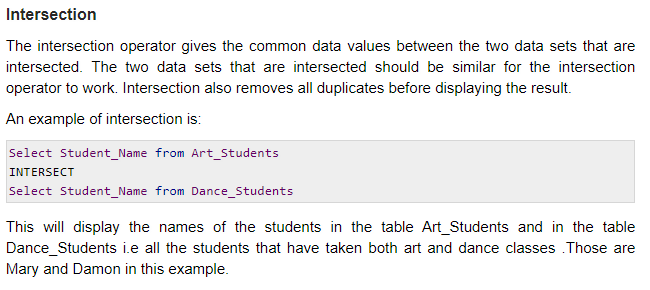 Intersection
The intersection operator gives the common data values between the two data sets that are
intersected. The two data sets that are intersected should be similar for the intersection
operator to work. Intersection also removes all duplicates before displaying the result.
An example of intersection is:
Select Student_Name from Art_Students
INTERSECT
Select Student_Name from Dance_Students
This will display the names of the students in the table Art_Students and in the table
Dance_Students i.e all the students that have taken both art and dance classes .Those are
Mary and Damon in this example.